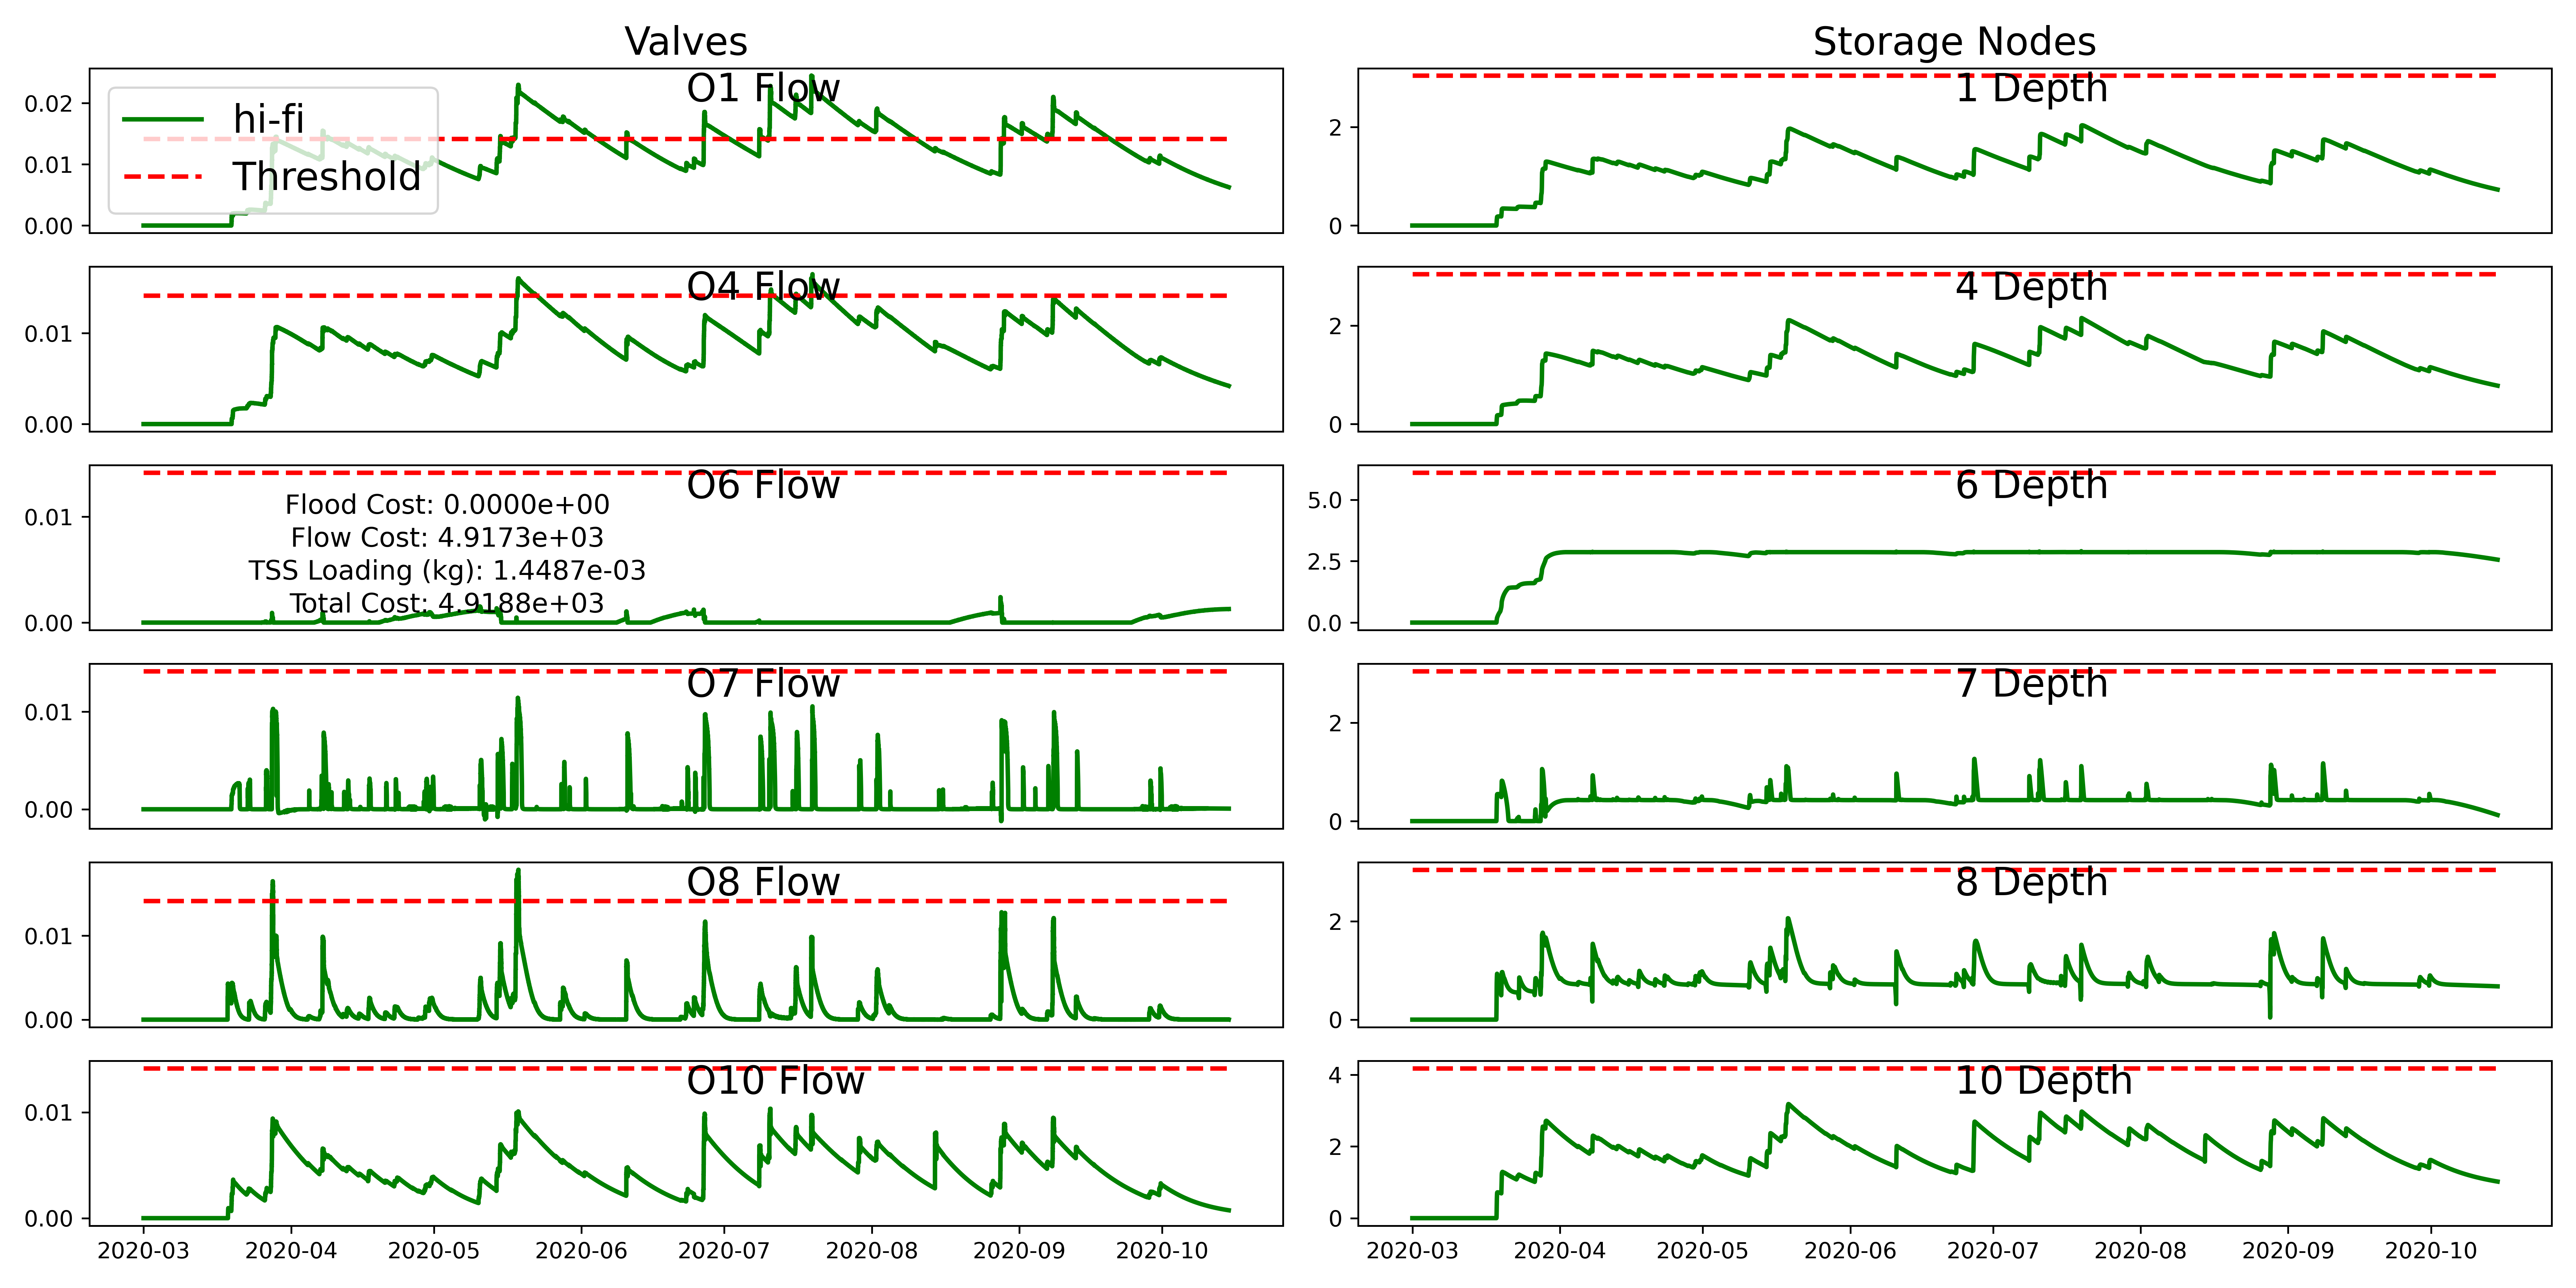 Valves
Storage Nodes
O1 Flow
hi-fi
Threshold
0.02
0.01
0.00
1 Depth
2
0
O4 Flow
0.01
0.00
4 Depth
2
0
O6 Flow
Flood Cost: 0.0000e+00
Flow Cost: 4.9173e+03
TSS Loading (kg): 1.4487e-03
Total Cost: 4.9188e+03
0.01
0.00
6 Depth
5.0
2.5
0.0
O7 Flow
0.01
0.00
7 Depth
2
0
O8 Flow
0.01
0.00
8 Depth
2
0
O10 Flow
0.01
0.00
10 Depth
4
2
0
2020-03 2020-04 2020-05 2020-06 2020-07 2020-08 2020-09 2020-10
2020-03 2020-04 2020-05 2020-06 2020-07 2020-08 2020-09 2020-10